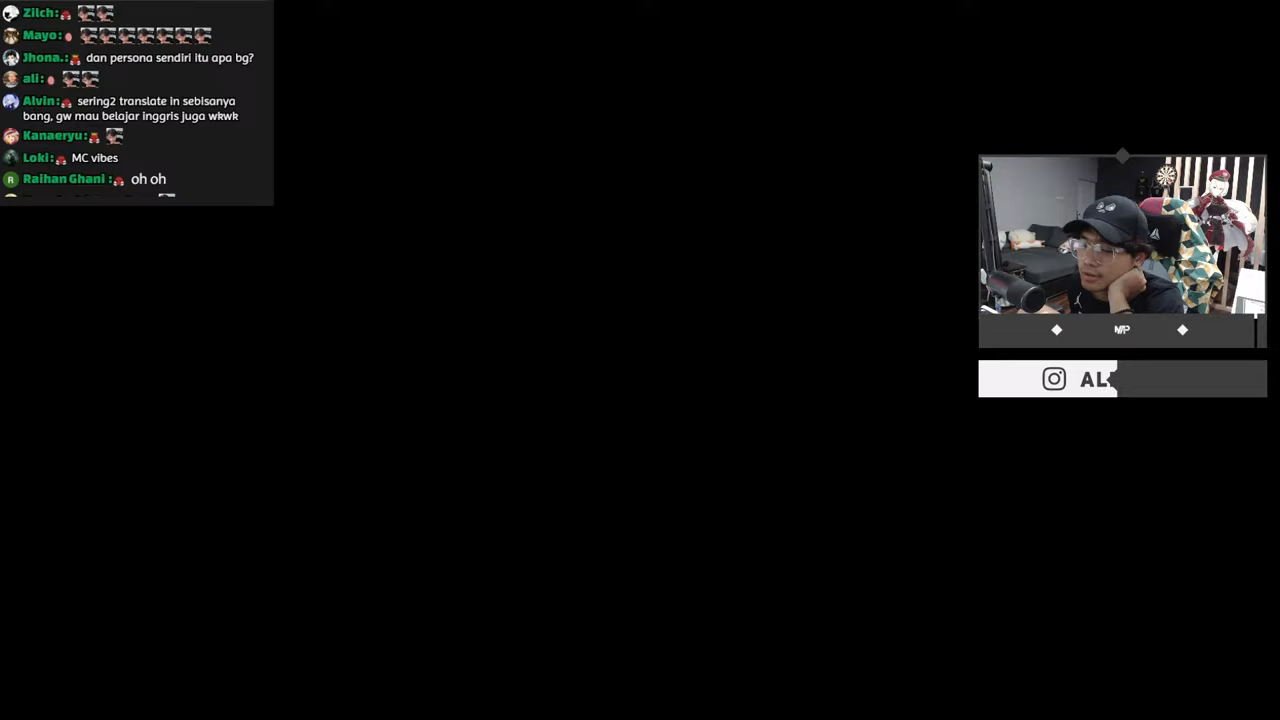 Zilch:
Mayo:
Jhona.: dan persona sendiri itu apa bg?
ali:
Alvin: sering2 translate in sebisanya
bang, gw mau belajar inggris juga wkwk
Kanaeryu:
Loki: MC vibes
R Raihan Ghani : oh oh
AL